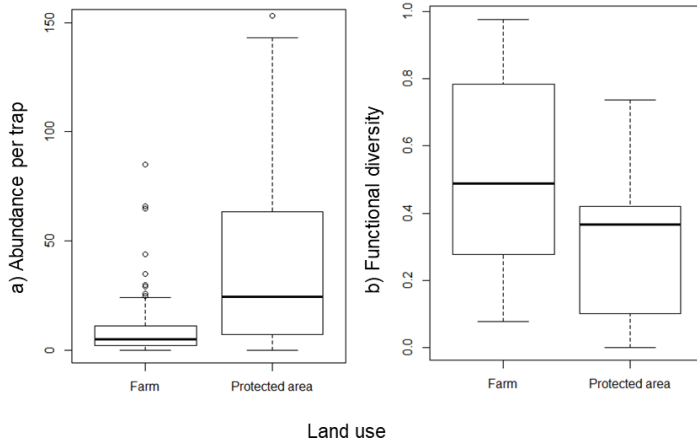 a) Abundance per trap
150
100
50
0
Farm
Protected area
b) Functional diversity
1.0
0.8
0.6
0.4
0.2
0.0
Farm
Protected area
Land use